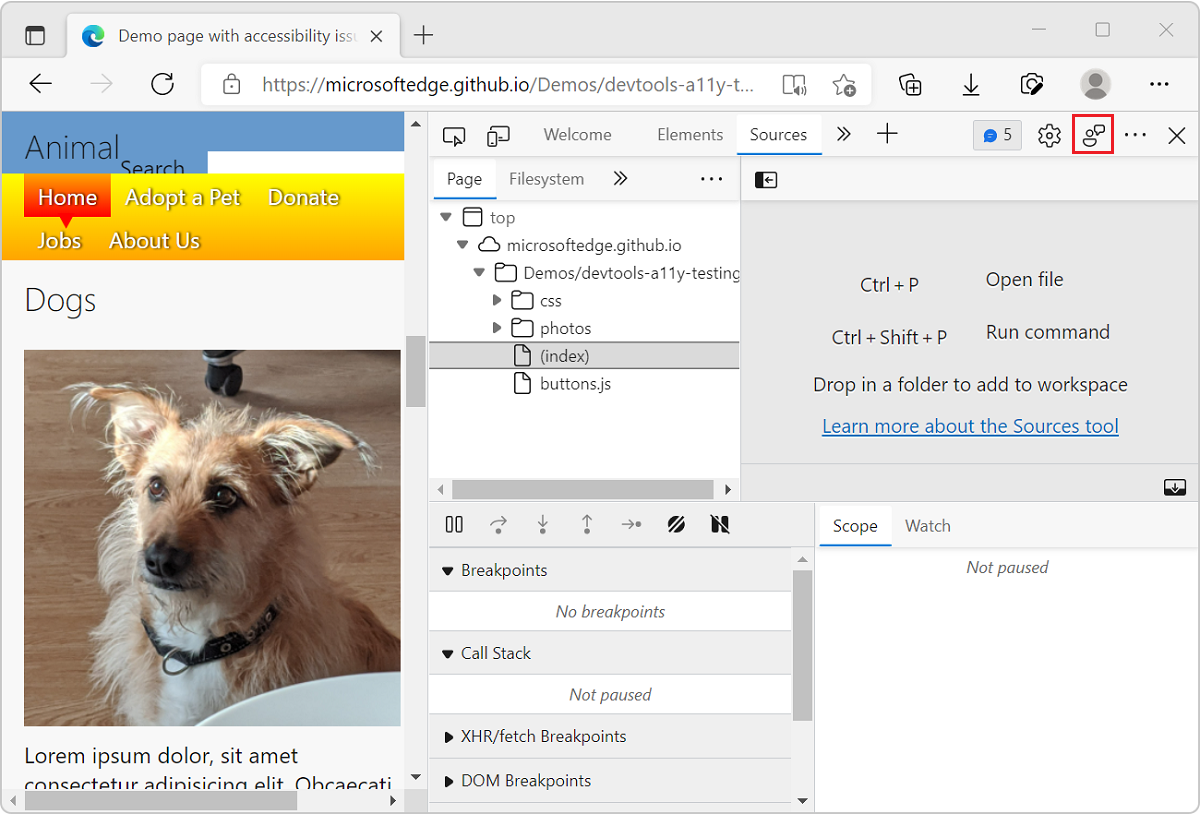 Demo page with accessibility issu
https://microsoftedge.github.io/Demos/devtools-a11y-t...
Animal
Search
Home Adopt a Pet Donate
Jobs About Us
Dogs
Lorem ipsum dolor, sit amet
consectetur adipisicing elit. Obcaecati
Welcome Elements Sources 5
Page Filesystem
top
microsoftedge.github.io
Demos/devtools-a11y-testing
css
photos
(index)
buttons.js
Ctrl + P Open file
Ctrl + Shift + P Run command
Drop in a folder to add to workspace
Learn more about the Sources tool
Breakpoints
No breakpoints
Call Stack
Not paused
XHR/fetch Breakpoints
DOM Breakpoints
Scope Watch
Not paused